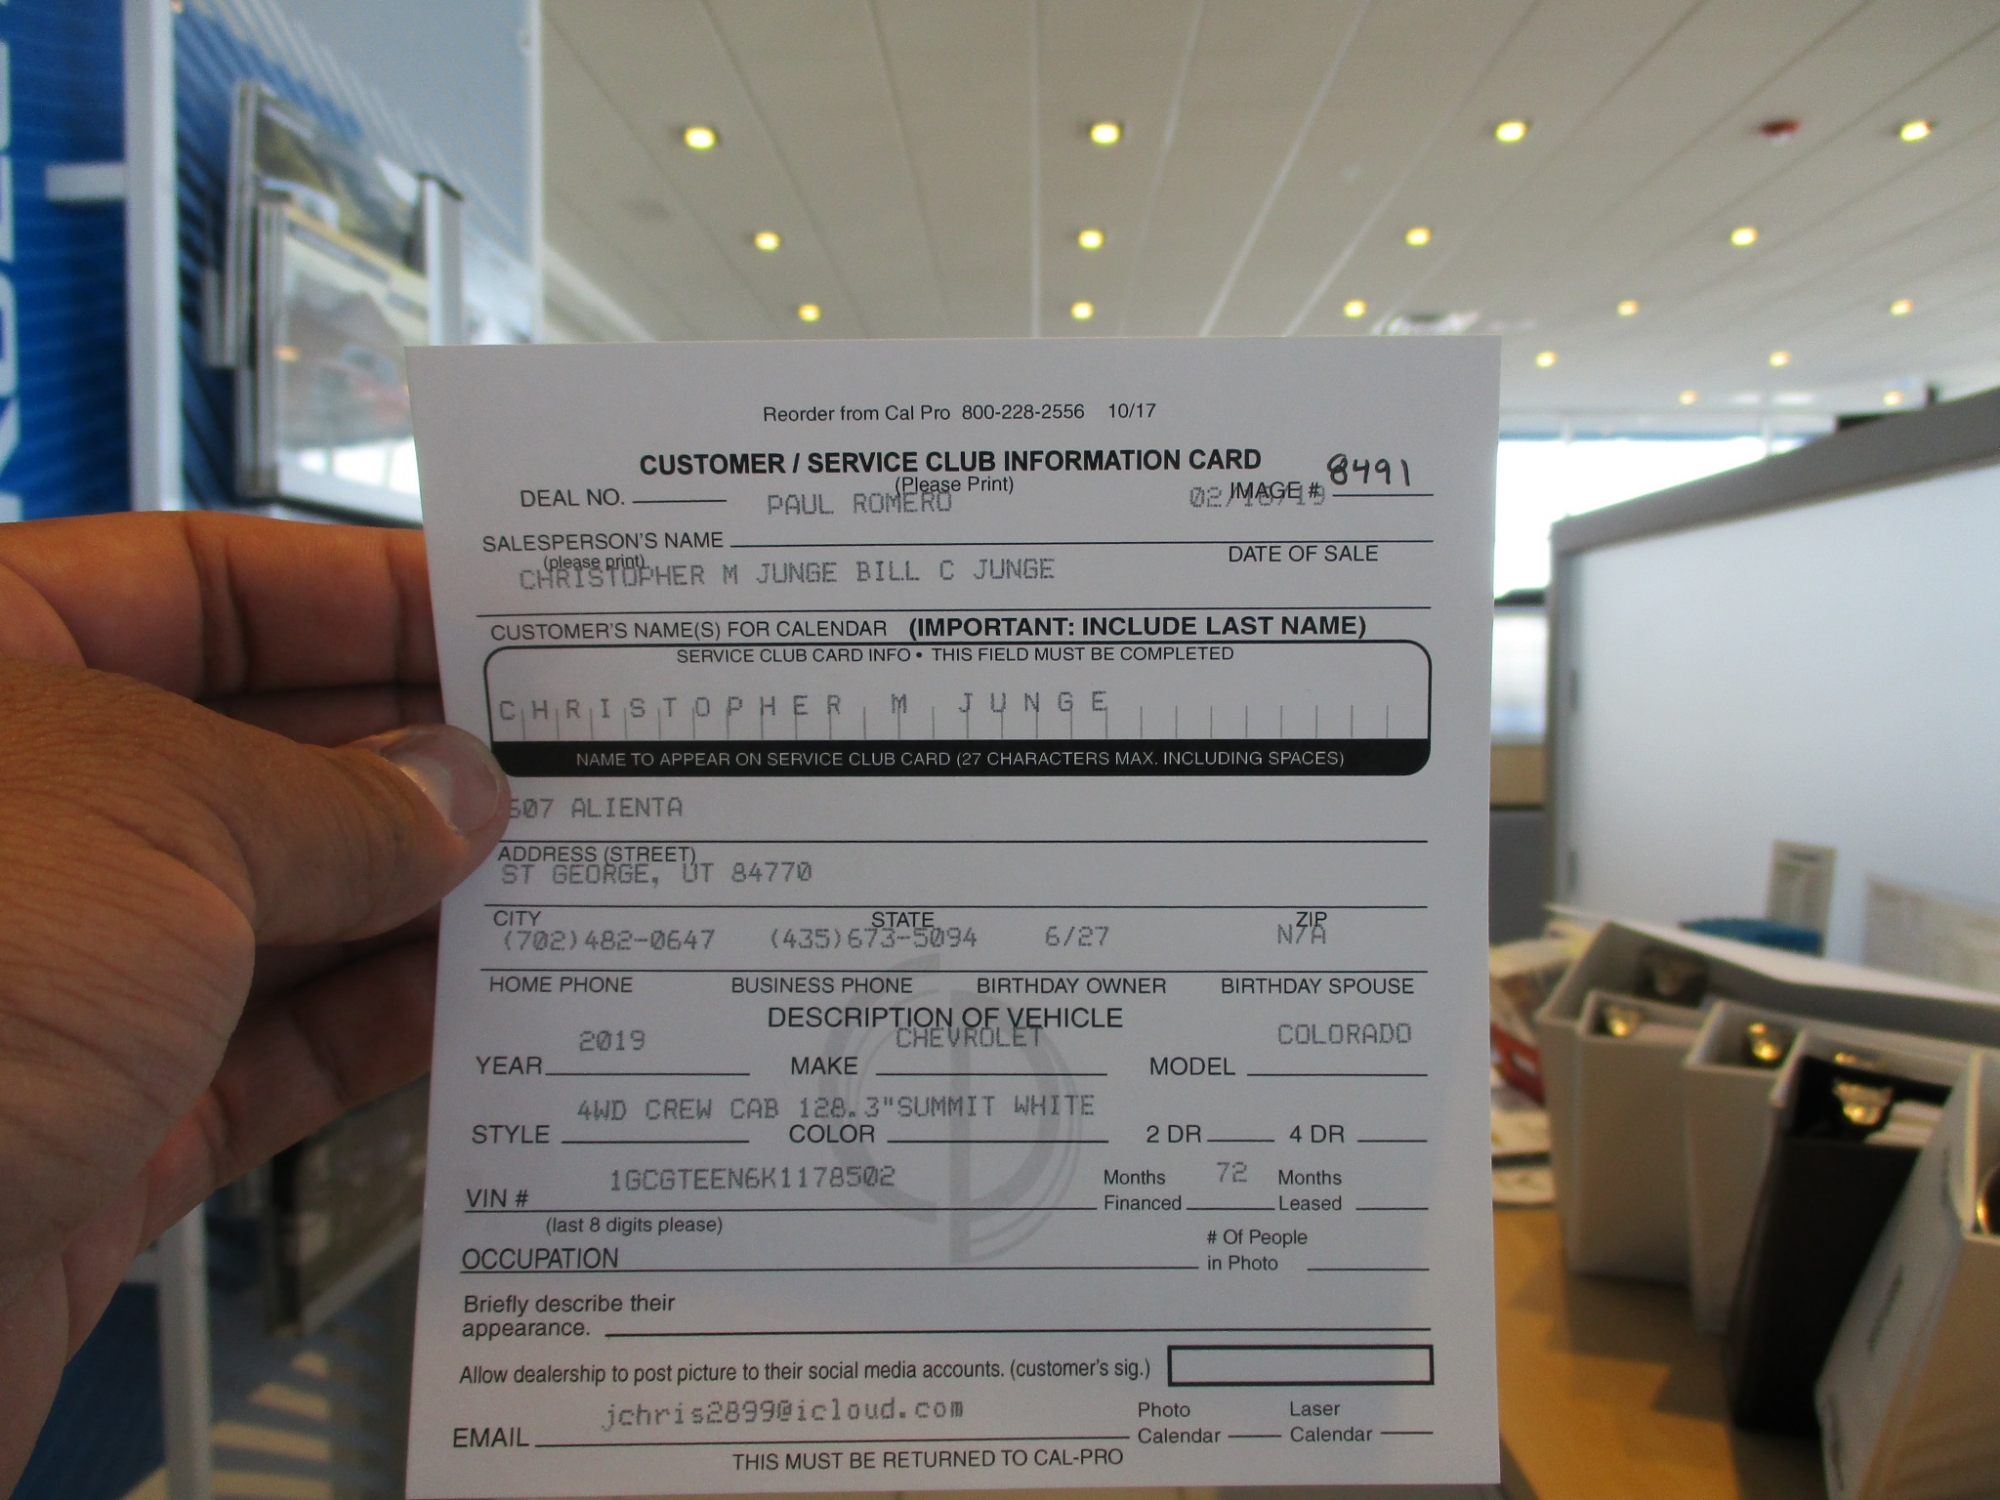 Reorder from Cal Pro 800-228-2556 10/17
CUSTOMER / SERVICE CLUB INFORMATION CARD
(Please Print)
8491
DEAL NO. PAUL ROMERO IMAGE #
SALESPERSON'S NAME
(please print)
DATE OF SALE
CHRISTOPHER M JUNGE BILL C JUNGE
CUSTOMER'S NAME(S) FOR CALENDAR (IMPORTANT: INCLUDE LAST NAME)
SERVICE CLUB CARD INFO • THIS FIELD MUST BE COMPLETED
CHRISTOPHER M JUNGE
NAME TO APPEAR ON SERVICE CLUB CARD (27 CHARACTERS MAX. INCLUDING SPACES)
ALIENTA
ADDRESS (STREET)
ST GEORGE, UT 84770
CITY STATE ZIP
(702)482-0647 (435)673-5094 6/27 N/A
HOME PHONE BUSINESS PHONE BIRTHDAY OWNER BIRTHDAY SPOUSE
DESCRIPTION OF VEHICLE
2019 CHEVROLET COLORADO
YEAR MAKE MODEL
4WD CREW CAB 128.3"SUMMIT WHITE
STYLE COLOR 2 DR 4 DR
1GCGTEEN6K1178502 Months 72 Months
VIN # Financed Leased
(last 8 digits please)
# Of People
OCCUPATION in Photo
Briefly describe their
appearance.
Allow dealership to post picture to their social media accounts. (customer's sig.)
jchris2899@icloud.com Photo Laser
EMAIL Calendar Calendar
THIS MUST BE RETURNED TO CAL-PRO